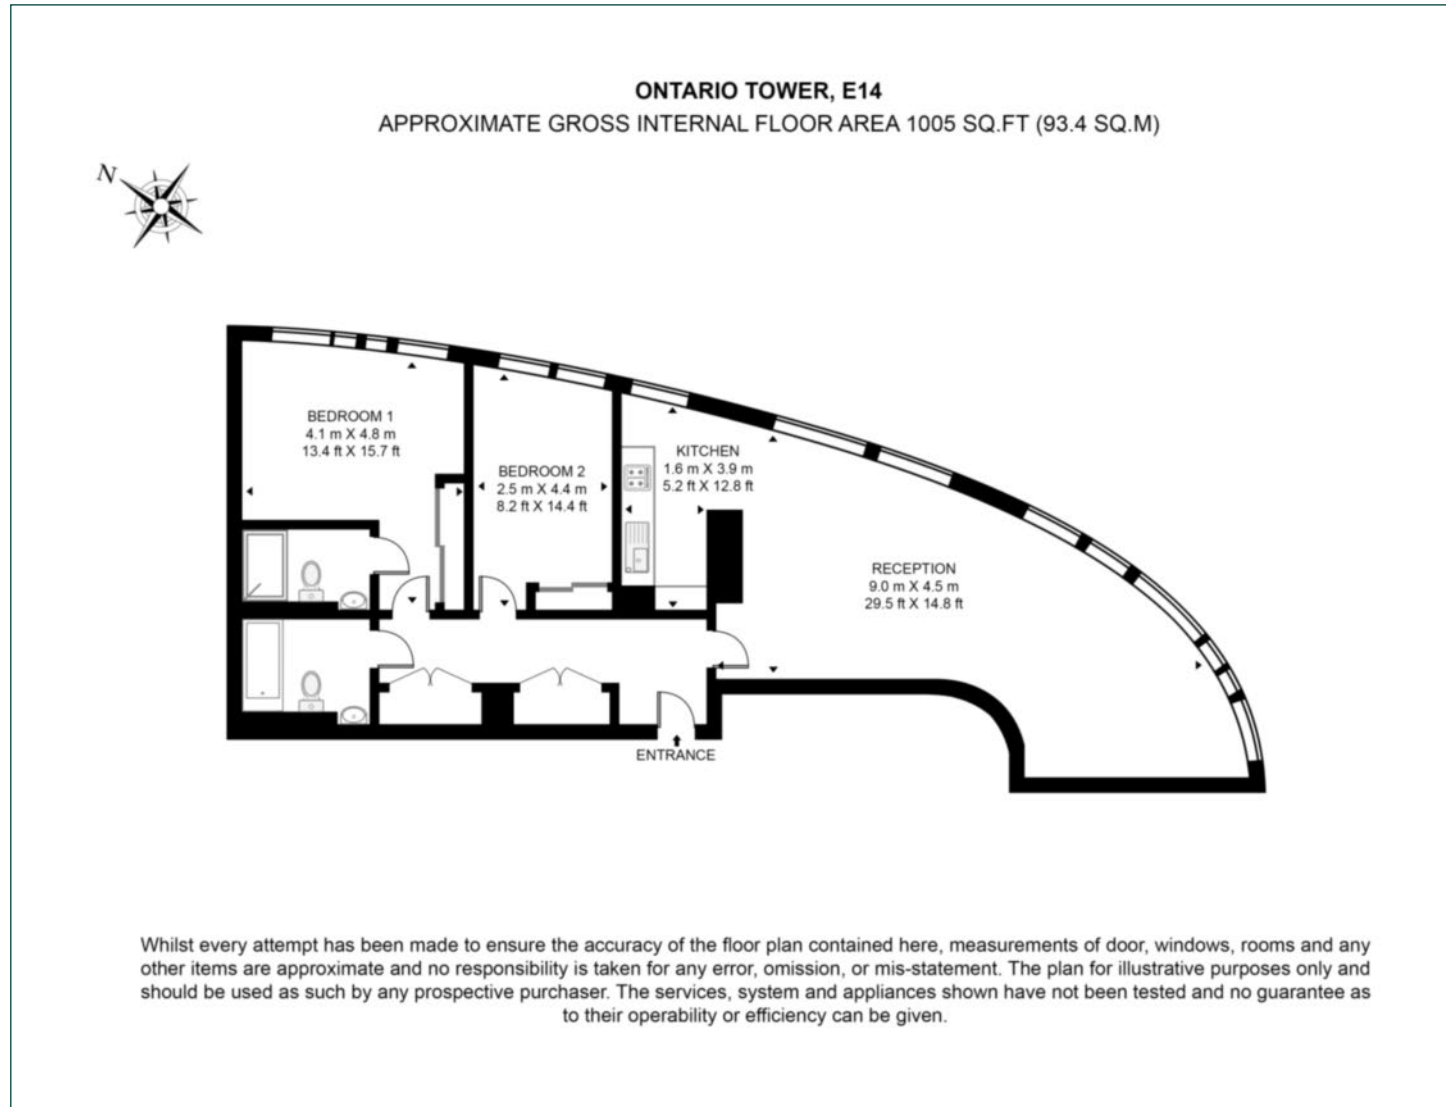 ONTARIO TOWER, E14
APPROXIMATE GROSS INTERNAL FLOOR AREA 1005 SQ.FT (93.4 SQ.M)
N
BEDROOM 1
4.1 m X 4.8 m
13.4 ft X 15.7 ft
BEDROOM 2
2.5 m X 4.4 m
8.2 ft X 14.4 ft
KITCHEN
1.6 m X 3.9 m
5.2 ft X 12.8 ft
RECEPTION
9.0 m X 4.5 m
29.5 ft X 14.8 ft
ENTRANCE
Whilst every attempt has been made to ensure the accuracy of the floor plan contained here, measurements of door, windows, rooms and any
other items are approximate and no responsibility is taken for any error, omission, or mis-statement. The plan for illustrative purposes only and
should be used as such by any prospective purchaser. The services, system and appliances shown have not been tested and no guarantee as
to their operability or efficiency can be given.